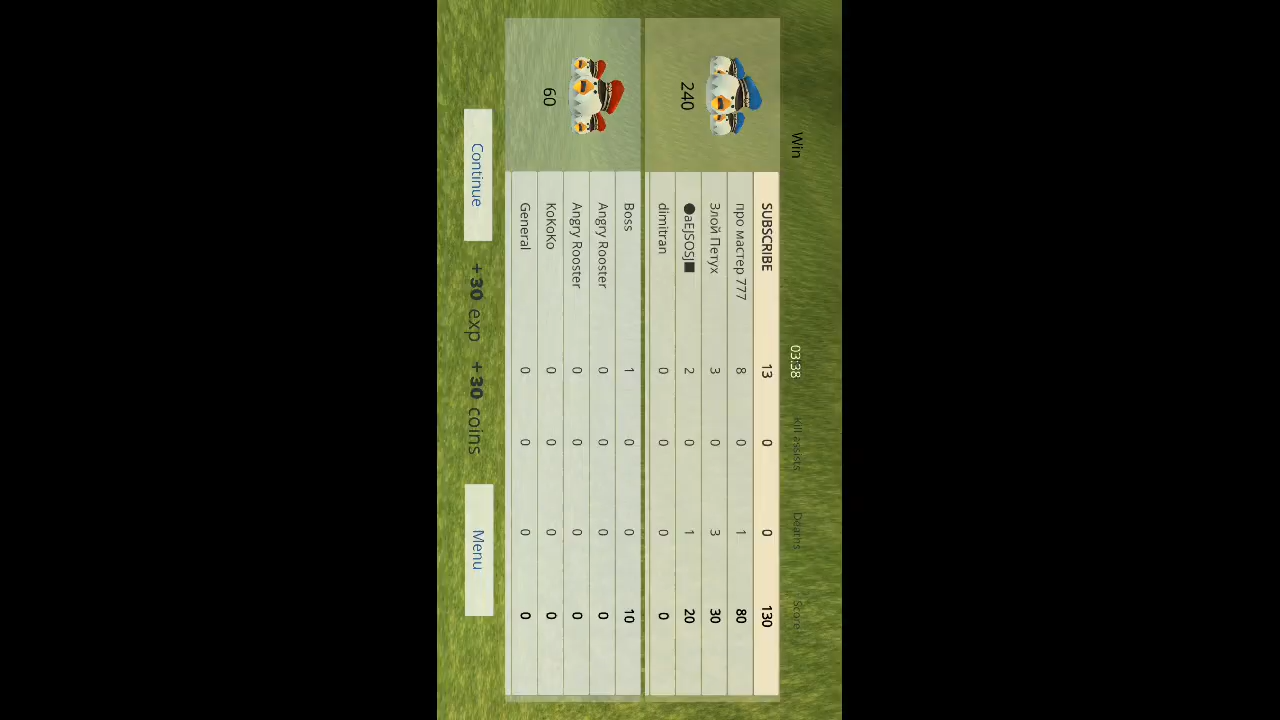 Win 03:38 Kill assists Deaths Score
240
SUBSCRIBE 13 0 0 130
про мастер 777 8 0 1 80
Злой Петух 3 0 3 30
●aEJSOSJ■ 2 0 1 20
dimitran 0 0 0 0
60
Boss 1 0 0 10
Angry Rooster 0 0 0 0
Angry Rooster 0 0 0 0
KoKoKo 0 0 0 0
General 0 0 0 0
Continue +30 exp +30 coins Menu